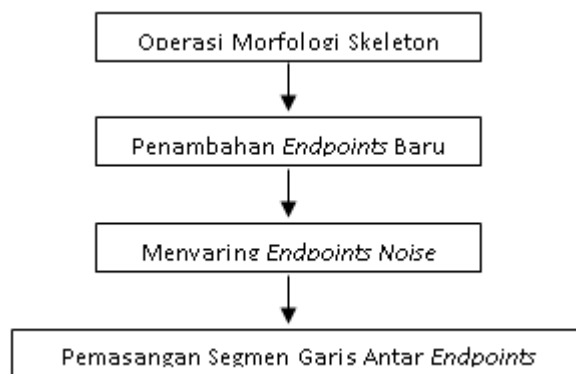 Operasi Morfologi Skeleton
Penambahan Endpoints Baru
Menyaring Endpoints Noise
Pemasangan Segmen Garis Antar Endpoints